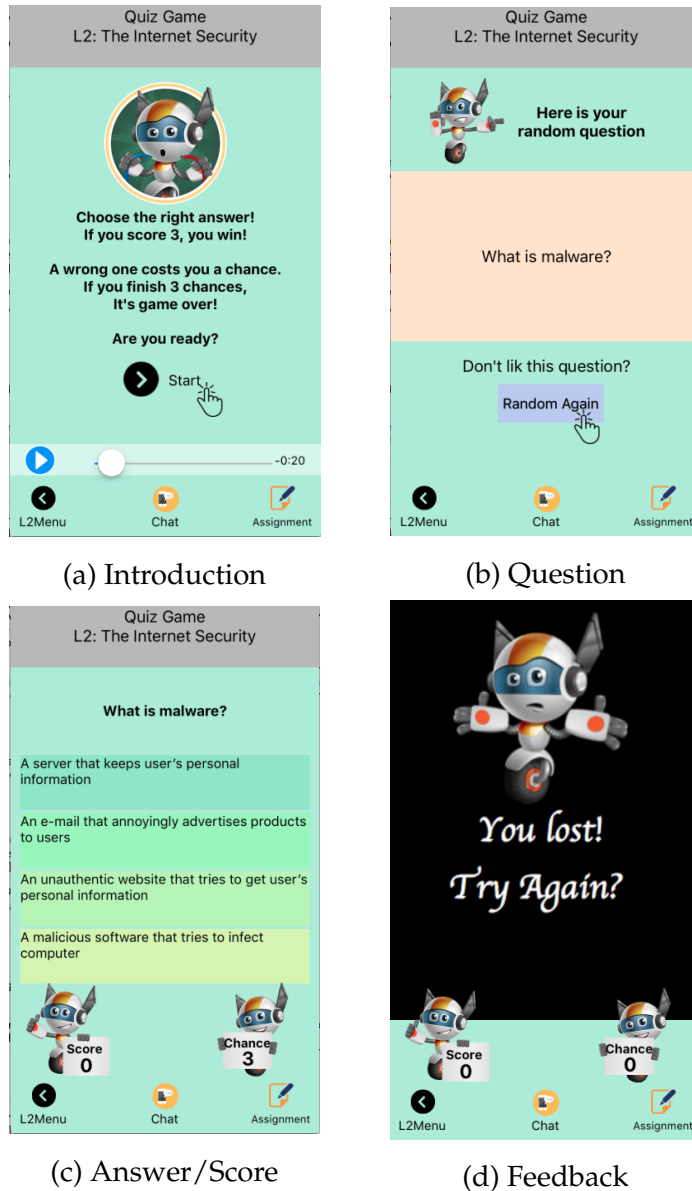 Quiz Game
L2: The Internet Security
Choose the right answer!
If you score 3, you win!
A wrong one costs you a chance.
If you finish 3 chances,
It's game over!
Are you ready?
Start
-0:20
L2Menu
Chat
Assignment
(a) Introduction
Quiz Game
L2: The Internet Security
Here is your
random question
What is malware?
Don't lik this question?
Random Again
L2Menu
Chat
Assignment
(b) Question
Quiz Game
L2: The Internet Security
What is malware?
A server that keeps user's personal
information
An e-mail that annoyingly advertises products
to users
An unauthentic website that tries to get user's
personal information
A malicious software that tries to infect
computer
Score
0
Chance
3
L2Menu
Chat
Assignment
(c) Answer/Score
You lost!
Try Again?
Score
0
Chance
0
L2Menu
Chat
Assignment
(d) Feedback